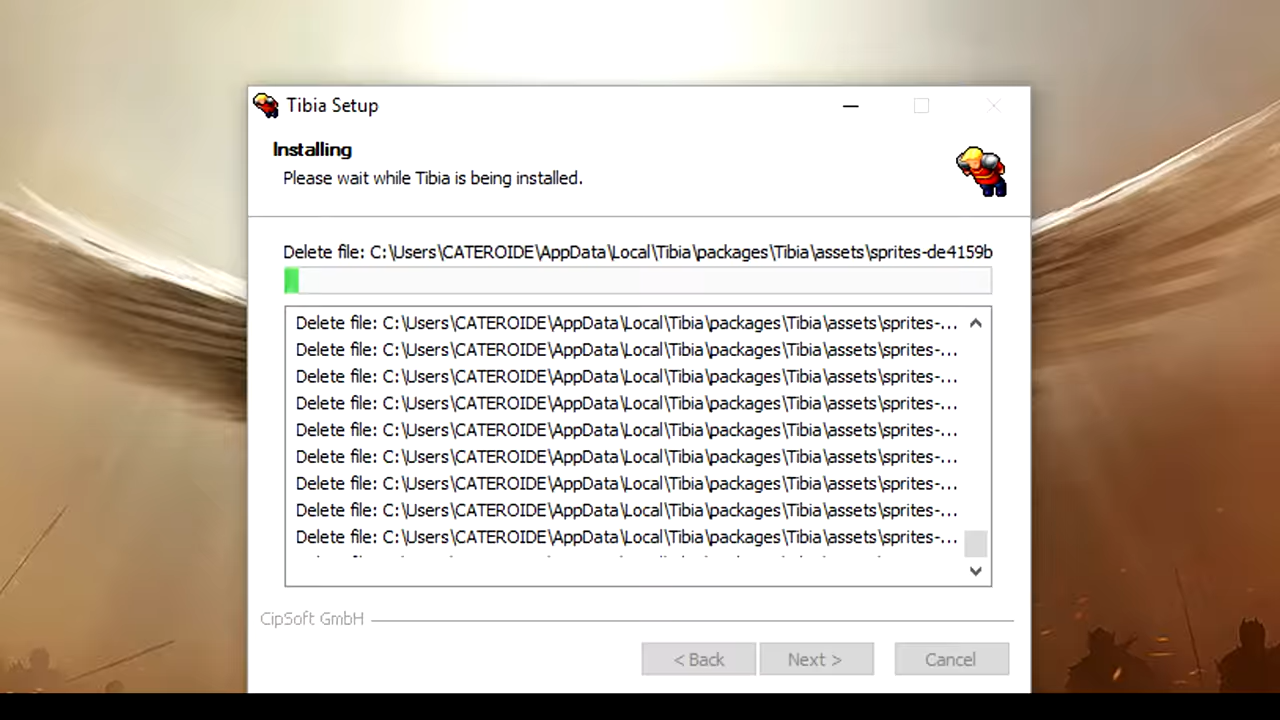 Tibia Setup
Installing
Please wait while Tibia is being installed.
Delete file: C:\Users\CATEROIDE\AppData\Local\Tibia\packages\Tibia\assets\sprites-de4159b
Delete file: C:\Users\CATEROIDE\AppData\Local\Tibia\packages\Tibia\assets\sprites-...
Delete file: C:\Users\CATEROIDE\AppData\Local\Tibia\packages\Tibia\assets\sprites-...
Delete file: C:\Users\CATEROIDE\AppData\Local\Tibia\packages\Tibia\assets\sprites-...
Delete file: C:\Users\CATEROIDE\AppData\Local\Tibia\packages\Tibia\assets\sprites-...
Delete file: C:\Users\CATEROIDE\AppData\Local\Tibia\packages\Tibia\assets\sprites-...
Delete file: C:\Users\CATEROIDE\AppData\Local\Tibia\packages\Tibia\assets\sprites-...
Delete file: C:\Users\CATEROIDE\AppData\Local\Tibia\packages\Tibia\assets\sprites-...
Delete file: C:\Users\CATEROIDE\AppData\Local\Tibia\packages\Tibia\assets\sprites-...
Delete file: C:\Users\CATEROIDE\AppData\Local\Tibia\packages\Tibia\assets\sprites-...
CipSoft GmbH
< Back Next > Cancel